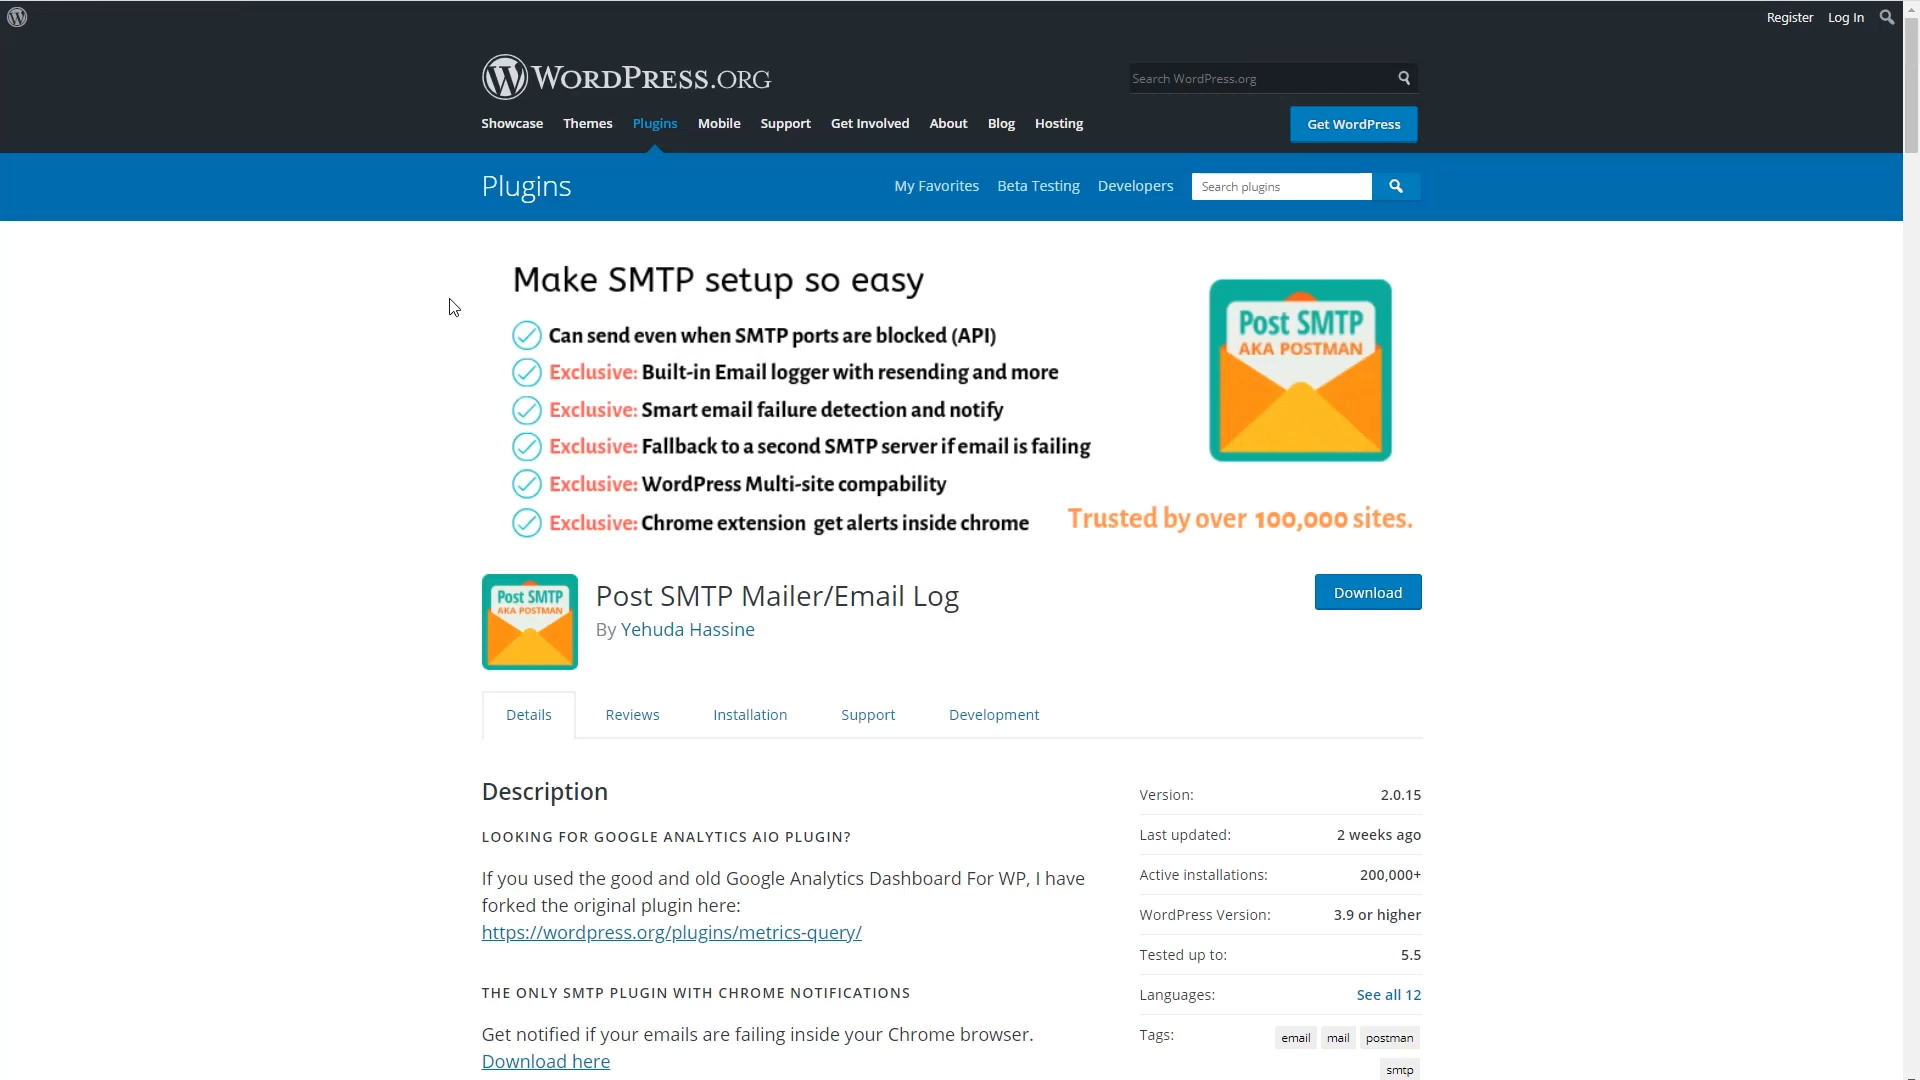 Register Log In
WORDPRESS.ORG
Search WordPress.org
Showcase Themes Plugins Mobile Support Get Involved About Blog Hosting
Get WordPress
Plugins
My Favorites Beta Testing Developers
Search plugins
Make SMTP setup so easy
Can send even when SMTP ports are blocked (API)
Exclusive: Built-in Email logger with resending and more
Exclusive: Smart email failure detection and notify
Exclusive: Fallback to a second SMTP server if email is failing
Exclusive: WordPress Multi-site compability
Exclusive: Chrome extension get alerts inside chrome
Post SMTP
AKA POSTMAN
Trusted by over 100,000 sites.
Post SMTP
AKA POSTMAN
Post SMTP Mailer/Email Log
By Yehuda Hassine
Download
Details Reviews Installation Support Development
Description
LOOKING FOR GOOGLE ANALYTICS AIO PLUGIN?
If you used the good and old Google Analytics Dashboard For WP, I have
forked the original plugin here:
https://wordpress.org/plugins/metrics-query/
THE ONLY SMTP PLUGIN WITH CHROME NOTIFICATIONS
Get notified if your emails are failing inside your Chrome browser.
Download here
Version: 2.0.15
Last updated: 2 weeks ago
Active installations: 200,000+
WordPress Version: 3.9 or higher
Tested up to: 5.5
Languages: See all 12
Tags: email mail postman
smtp